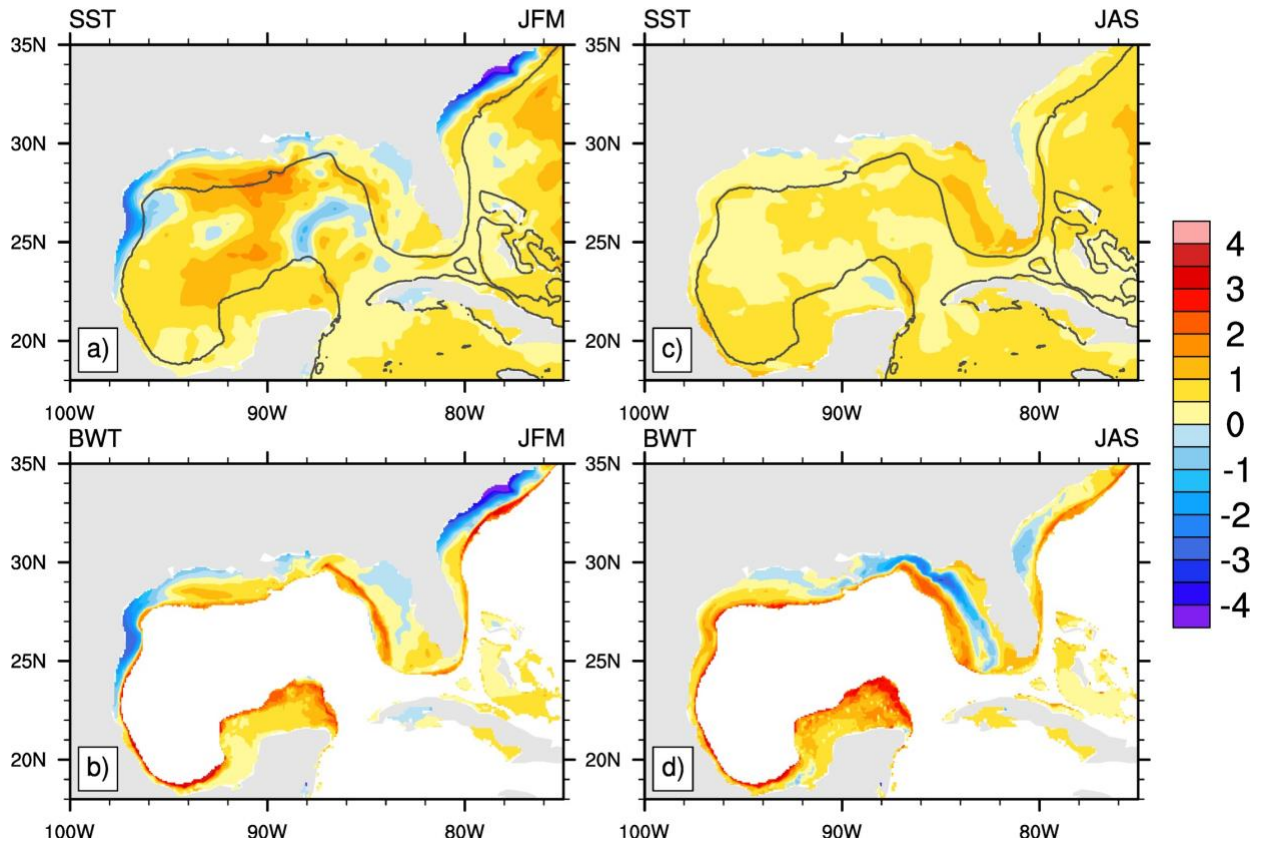 SST JFM
35N
30N
25N
20N
a)
100W 90W 80W
SST JAS
35N
30N
25N
20N
c)
100W 90W 80W
BWT JFM
35N
30N
25N
20N
b)
100W 90W 80W
BWT JAS
35N
30N
25N
20N
d)
100W 90W 80W
4
3
2
1
0
-1
-2
-3
-4